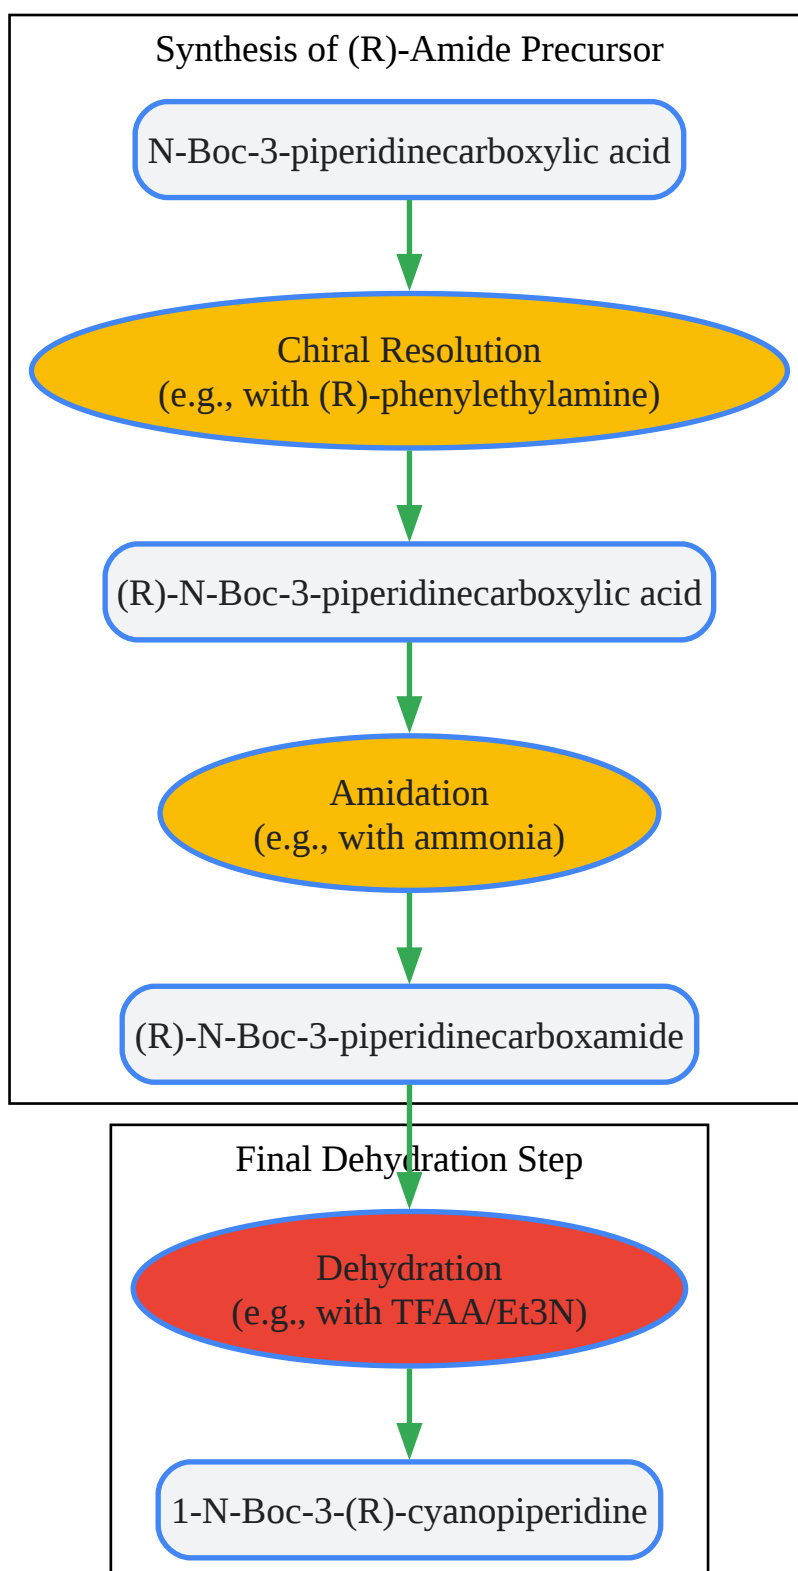 Synthesis of (R)-Amide Precursor
N-Boc-3-piperidinecarboxylic acid
Chiral Resolution
(e.g., with (R)-phenylethylamine)
(R)-N-Boc-3-piperidinecarboxylic acid
Amidation
(e.g., with ammonia)
(R)-N-Boc-3-piperidinecarboxamide
Final Dehydration Step
Dehydration
(e.g., with TFAA/Et3N)
1-N-Boc-3-(R)-cyanopiperidine